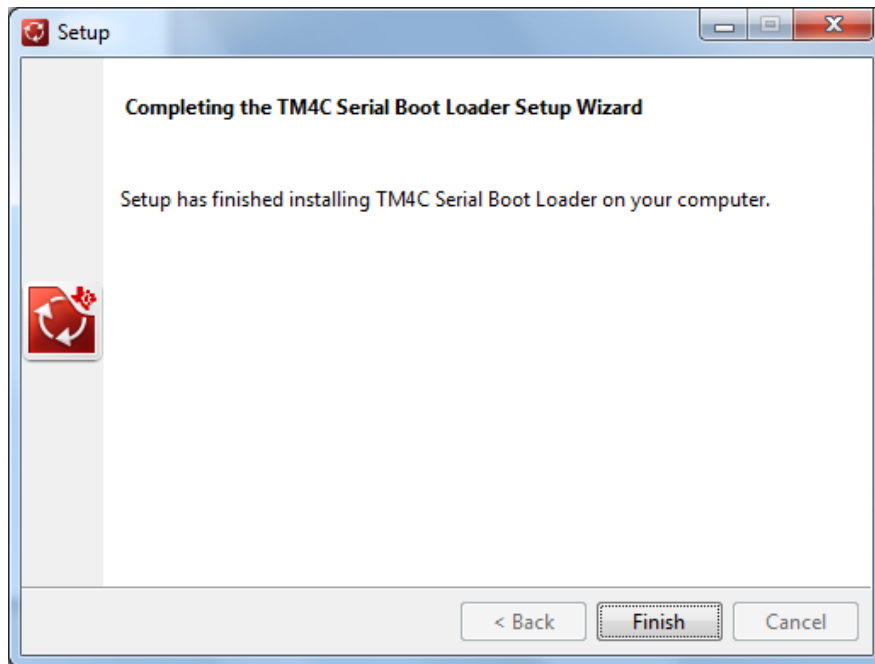 Setup
Completing the TM4C Serial Boot Loader Setup Wizard
Setup has finished installing TM4C Serial Boot Loader on your computer.
< Back Finish Cancel